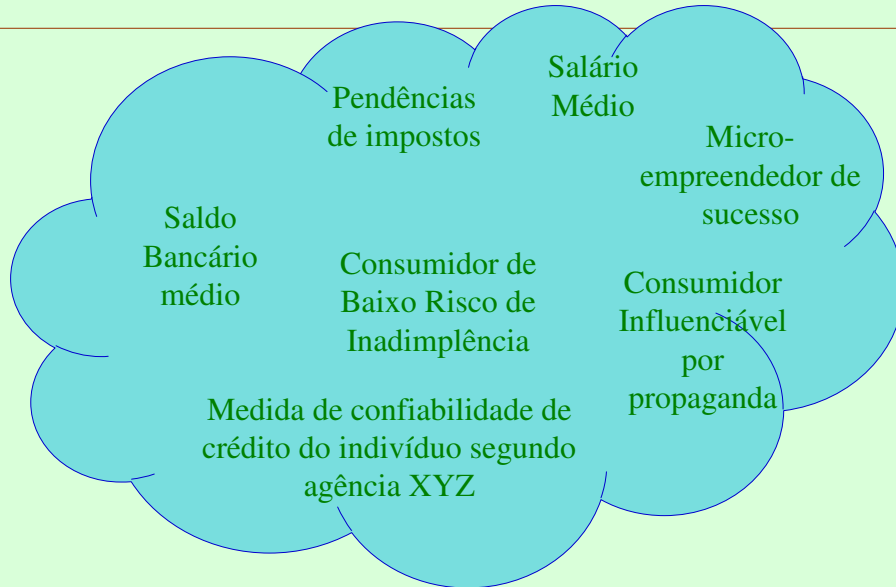 Pendências
de impostos
Salário
Médio
Micro-
empreendedor de
sucesso
Saldo
Bancário
médio
Consumidor de
Baixo Risco de
Inadimplência
Consumidor
Influenciável
por
propaganda
Medida de confiabilidade de
crédito do indivíduo segundo
agência XYZ